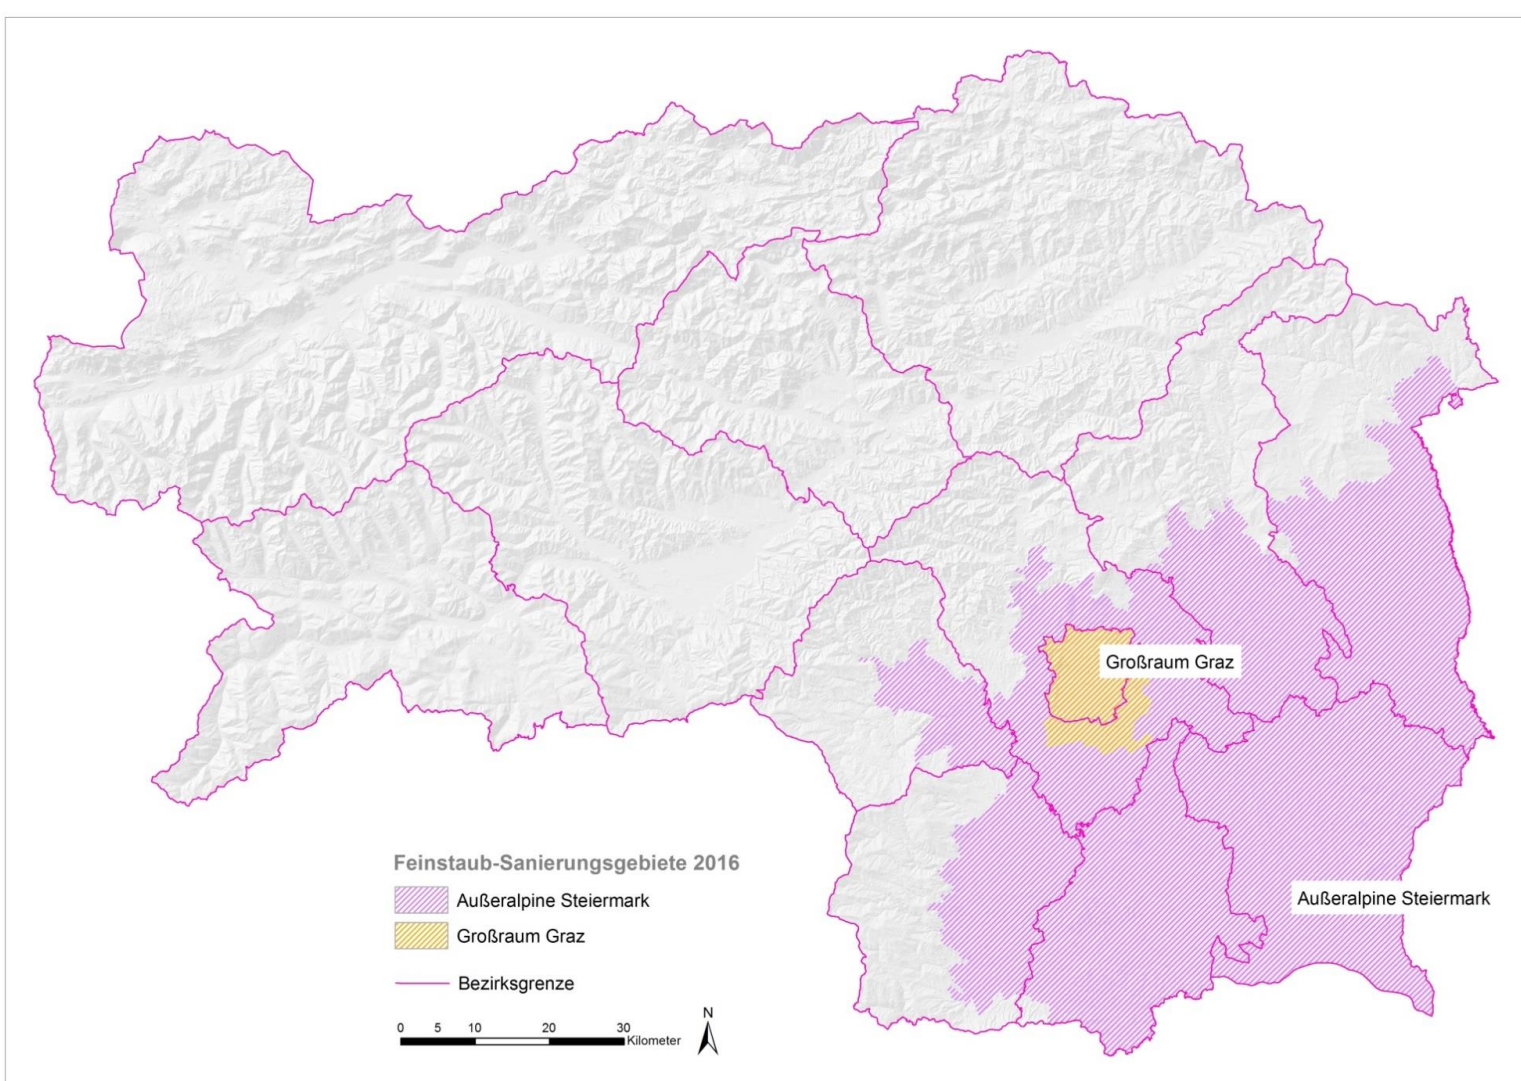 Großraum Graz
Außeralpine Steiermark
Feinstaub-Sanierungsgebiete 2016
Außeralpine Steiermark
Großraum Graz
Bezirksgrenze
0 5 10 20 30
Kilometer
N